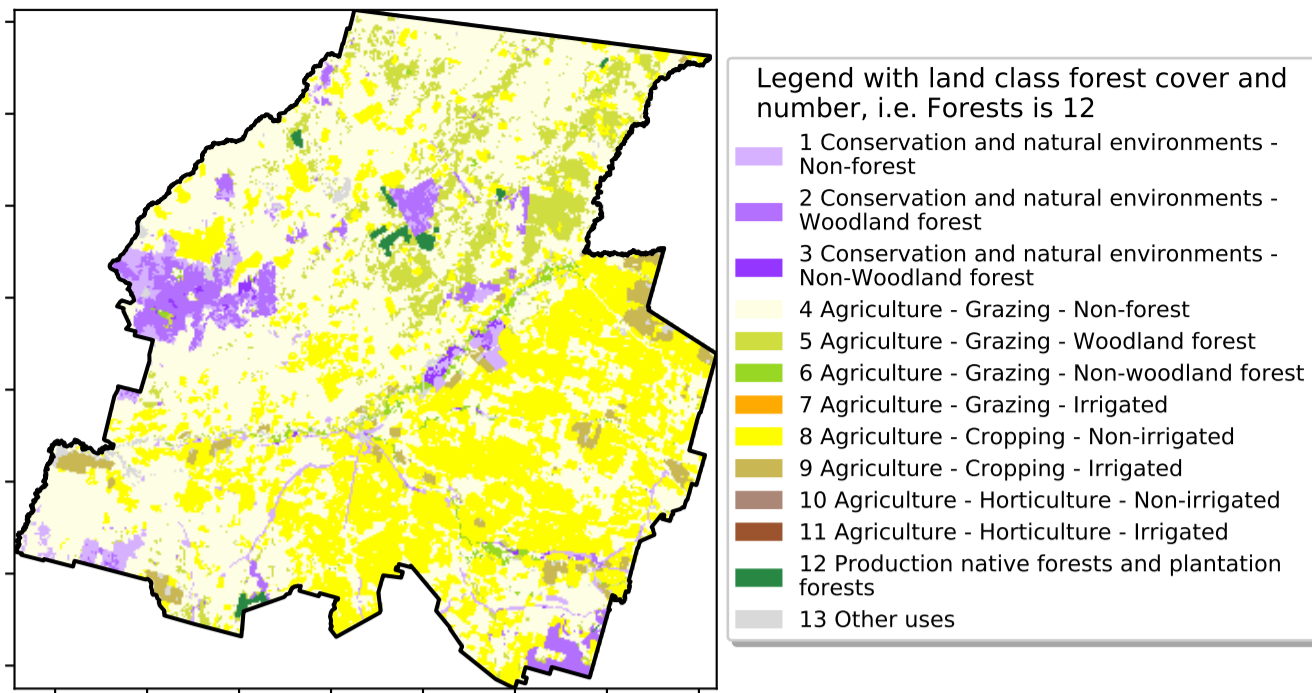 Legend with land class forest cover and
number, i.e. Forests is 12
1 Conservation and natural environments -
Non-forest
2 Conservation and natural environments -
Woodland forest
3 Conservation and natural environments -
Non-Woodland forest
4 Agriculture - Grazing - Non-forest
5 Agriculture - Grazing - Woodland forest
6 Agriculture - Grazing - Non-woodland forest
7 Agriculture - Grazing - Irrigated
8 Agriculture - Cropping - Non-irrigated
9 Agriculture - Cropping - Irrigated
10 Agriculture - Horticulture - Non-irrigated
11 Agriculture - Horticulture - Irrigated
12 Production native forests and plantation
forests
13 Other uses